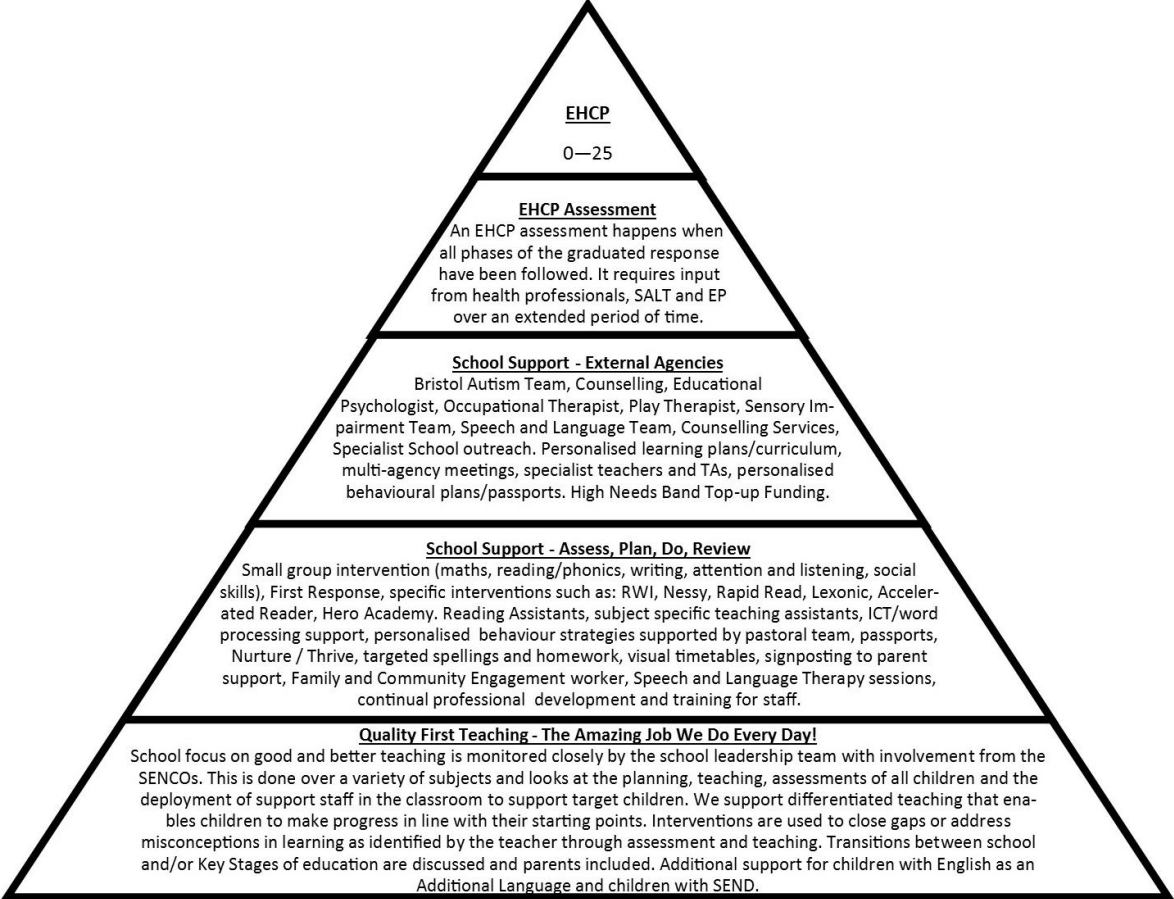 EHCP
0—25
EHCP Assessment
An EHCP assessment happens when
all phases of the graduated response
have been followed. It requires input
from health professionals, SALT and EP
over an extended period of time.
School Support - External Agencies
Bristol Autism Team, Counselling, Educational
Psychologist, Occupational Therapist, Play Therapist, Sensory Im-
pairment Team, Speech and Language Team, Counselling Services,
Specialist School outreach. Personalised learning plans/curriculum,
multi-agency meetings, specialist teachers and TAs, personalised
behavioural plans/passports. High Needs Band Top-up Funding.
School Support - Assess, Plan, Do, Review
Small group intervention (maths, reading/phonics, writing, attention and listening, social
skills), First Response, specific interventions such as: RWI, Nessy, Rapid Read, Lexonic, Acceler-
ated Reader, Hero Academy. Reading Assistants, subject specific teaching assistants, ICT/word
processing support, personalised behaviour strategies supported by pastoral team, passports,
Nurture / Thrive, targeted spellings and homework, visual timetables, signposting to parent
support, Family and Community Engagement worker, Speech and Language Therapy sessions,
continual professional development and training for staff.
Quality First Teaching - The Amazing Job We Do Every Day!
School focus on good and better teaching is monitored closely by the school leadership team with involvement from the
SENCOs. This is done over a variety of subjects and looks at the planning, teaching, assessments of all children and the
deployment of support staff in the classroom to support target children. We support differentiated teaching that ena-
bles children to make progress in line with their starting points. Interventions are used to close gaps or address
misconceptions in learning as identified by the teacher through assessment and teaching. Transitions between school
and/or Key Stages of education are discussed and parents included. Additional support for children with English as an
Additional Language and children with SEND.